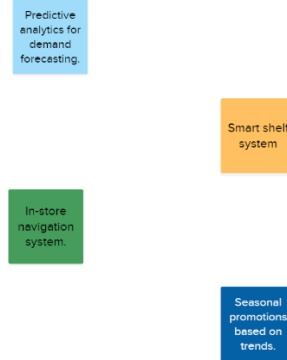 Predictive
analytics for
demand
forecasting.
Smart shelf
system
In-store
navigation
system.
Seasonal
promotions
based on
trends.